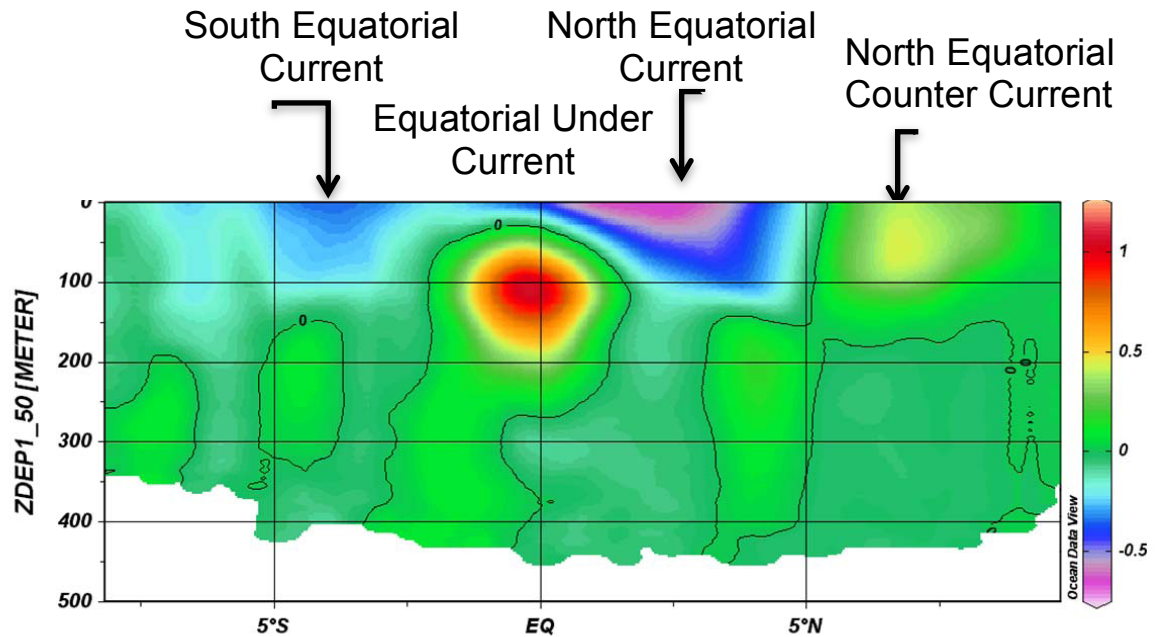 South Equatorial
Current
North Equatorial
Current
North Equatorial
Counter Current
Equatorial Under
Current
0
100
200
300
400
500
ZDEP1_50 [METER]
0
0
0
0
5°S
EQ
5°N
1
0.5
0
-0.5
Ocean Data View